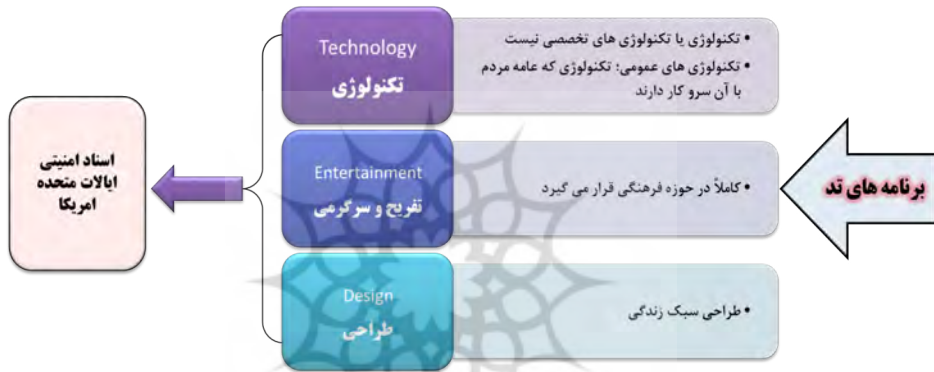 برنامه های تد
Technology
تکنولوژی
• تکنولوژی یا تکنولوژی های تخصصی نیست
• تکنولوژی های عمومی؛ تکنولوژی که عامه مردم
با آن سرو کار دارند
Entertainment
تفریح و سرگرمی
• کاملاً در حوزه فرهنگی قرار می گیرد
Design
طراحی
• طراحی سبک زندگی
اسناد امنیتی
ایالات متحده
امریکا